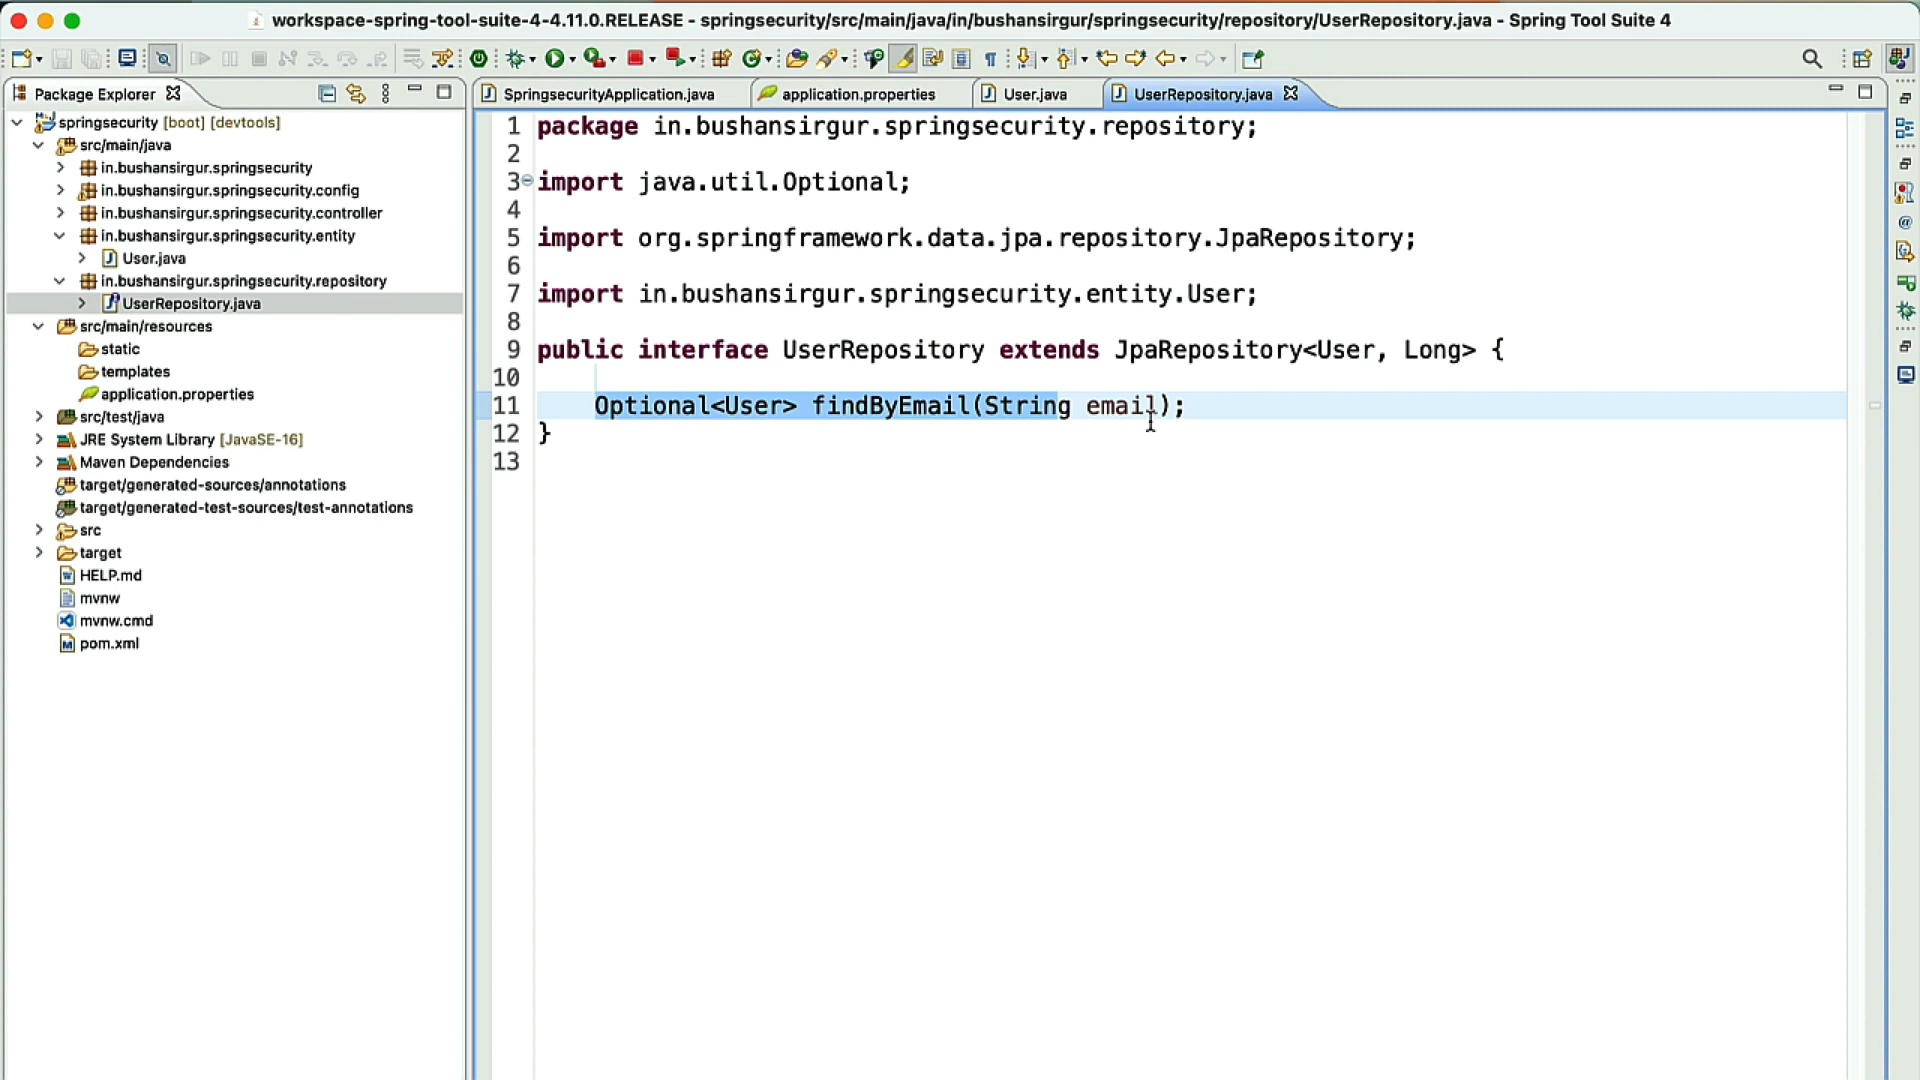 workspace-spring-tool-suite-4-4.11.0.RELEASE - springsecurity/src/main/java/in/bushansirgur/springsecurity/repository/UserRepository.java - Spring Tool Suite 4
Package Explorer
SpringsecurityApplication.java
application.properties
User.java
UserRepository.java
springsecurity [boot] [devtools]
src/main/java
in.bushansirgur.springsecurity
in.bushansirgur.springsecurity.config
in.bushansirgur.springsecurity.controller
in.bushansirgur.springsecurity.entity
User.java
in.bushansirgur.springsecurity.repository
UserRepository.java
src/main/resources
static
templates
application.properties
src/test/java
JRE System Library [JavaSE-16]
Maven Dependencies
target/generated-sources/annotations
target/generated-test-sources/test-annotations
src
target
HELP.md
mvnw
mvnw.cmd
pom.xml
1 package in.bushansirgur.springsecurity.repository;
2
3 import java.util.Optional;
4
5 import org.springframework.data.jpa.repository.JpaRepository;
6
7 import in.bushansirgur.springsecurity.entity.User;
8
9 public interface UserRepository extends JpaRepository<User, Long> {
10
11 Optional<User> findByEmail(String email);
12 }
13